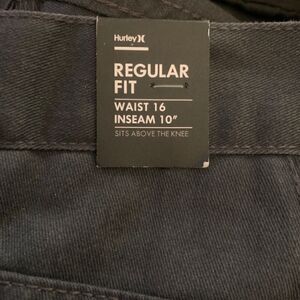 Hurley
REGULAR
FIT
WAIST 16
INSEAM 10"
SITS ABOVE THE KNEE